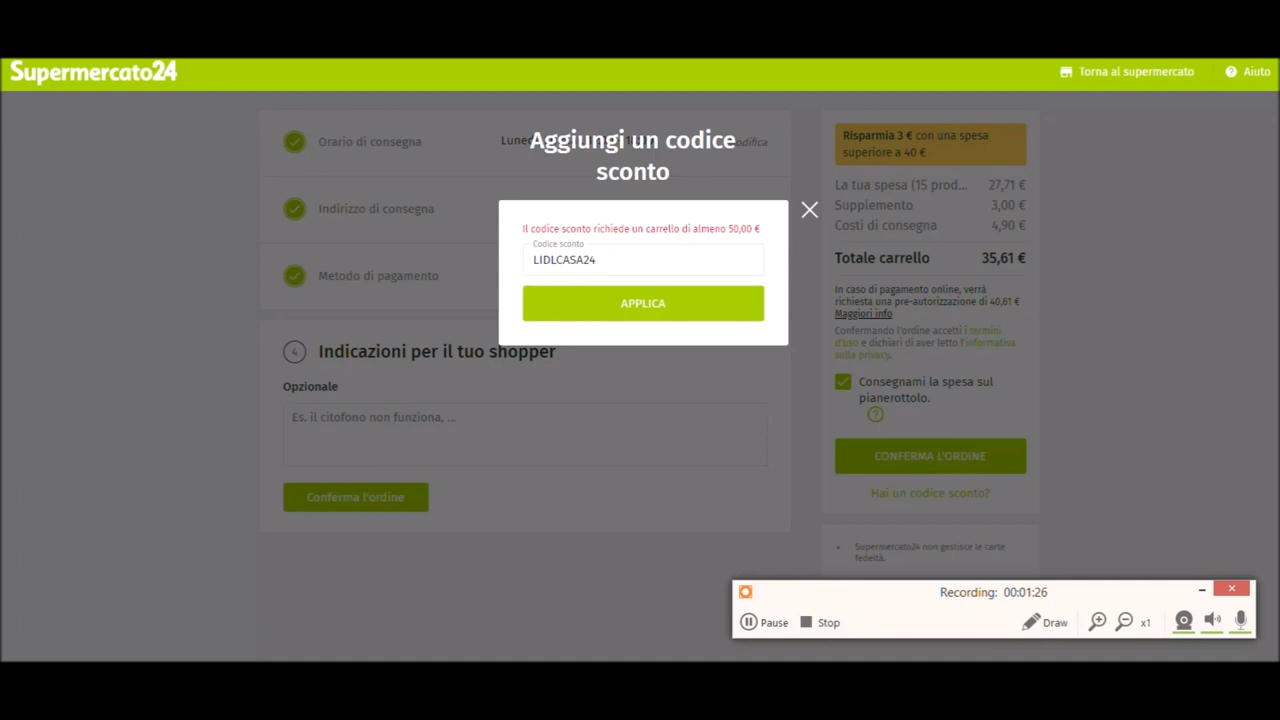 Supermercato24
Torna al supermercato
Aiuto
Orario di consegna
Lune
odifica
Indirizzo di consegna
Metodo di pagamento
Aggiungi un codice
sconto
Il codice sconto richiede un carrello di almeno 50,00 €
Codice sconto
LIDLCASA24
APPLICA
4 Indicazioni per il tuo shopper
Opzionale
Es. il citofono non funziona, ...
Conferma l'ordine
Risparmia 3 € con una spesa
superiore a 40 €
La tua spesa (15 prod... 27,71 €
Supplemento 3,00 €
Costi di consegna 4,90 €
Totale carrello 35,61 €
In caso di pagamento online, verrà
richiesta una pre-autorizzazione di 40,61 €
Maggiori info
Confermando l'ordine accetti i termini
d'uso e dichiari di aver letto l'informativa
sulla privacy.
Consegnami la spesa sul
pianerottolo.
CONFERMA L'ORDINE
Hai un codice sconto?
Supermercato24 non gestisce le carte
fedeltà.
Recording: 00:01:26
Pause
Stop
Draw
x1